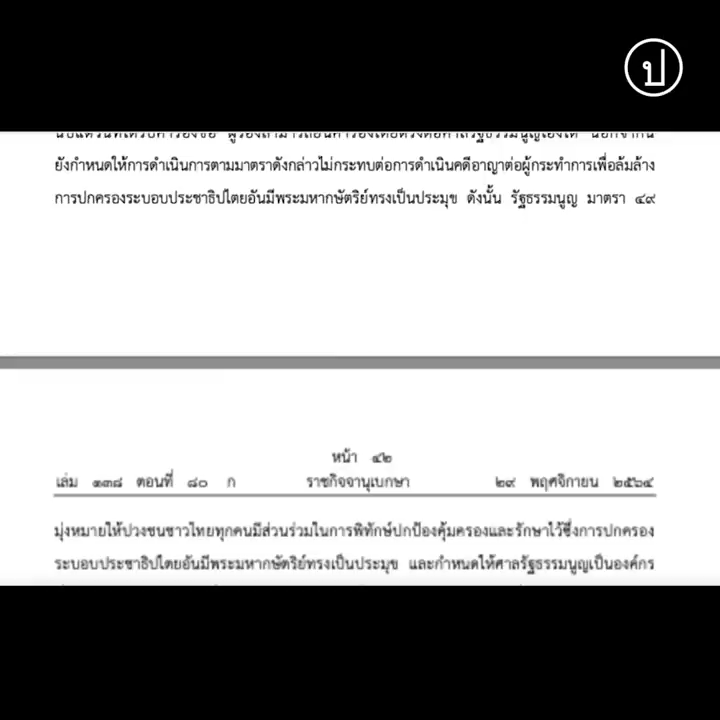 ป
ยังกำหนดให้การดำเนินการตามมาตราดังกล่าวไม่กระทบต่อการดำเนินคดีอาญาต่อผู้กระทำการเพื่อล้มล้าง
การปกครองระบอบประชาธิปไตยอันมีพระมหากษัตริย์ทรงเป็นประมุข ดังนั้น รัฐธรรมนูญ มาตรา ๔๙
หน้า ๔๒
เล่ม ๑๓๘ ตอนที่ ๘๐ ก ราชกิจจานุเบกษา ๒๙ พฤศจิกายน ๒๕๖๔
มุ่งหมายให้ปวงชนชาวไทยทุกคนมีส่วนร่วมในการพิทักษ์ปกป้องคุ้มครองและรักษาไว้ซึ่งการปกครอง
ระบอบประชาธิปไตยอันมีพระมหากษัตริย์ทรงเป็นประมุข และกำหนดให้ศาลรัฐธรรมนูญเป็นองค์กร